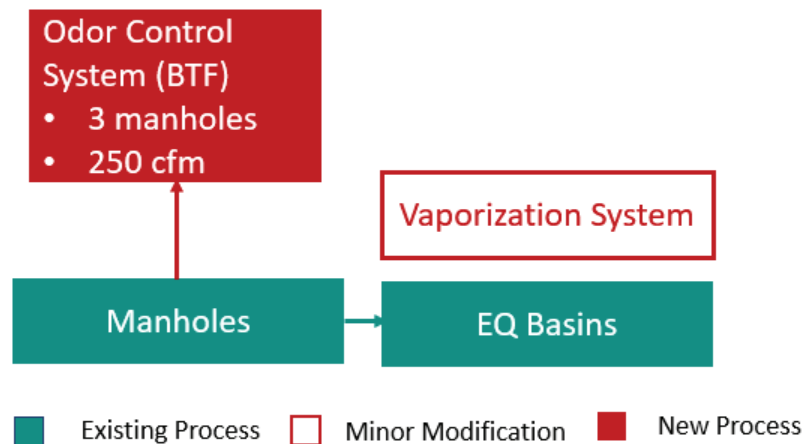 Odor Control
System (BTF)
• 3 manholes
• 250 cfm
Vaporization System
Manholes
EQ Basins
Existing Process
Minor Modification
New Process